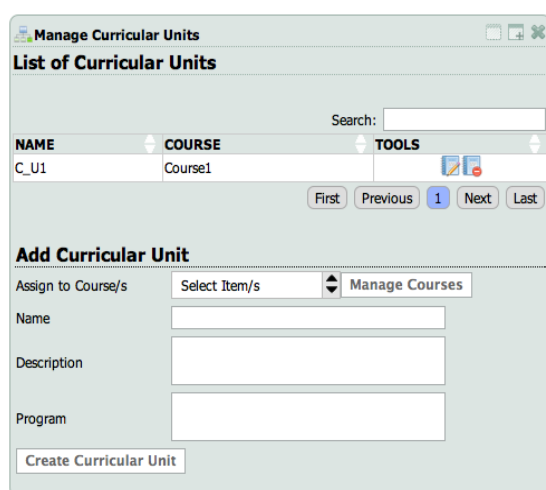 Manage Curricular Units
List of Curricular Units
Search:
NAME COURSE TOOLS
C_U1 Course1
First Previous 1 Next Last
Add Curricular Unit
Assign to Course/s Select Item/s Manage Courses
Name
Description
Program
Create Curricular Unit